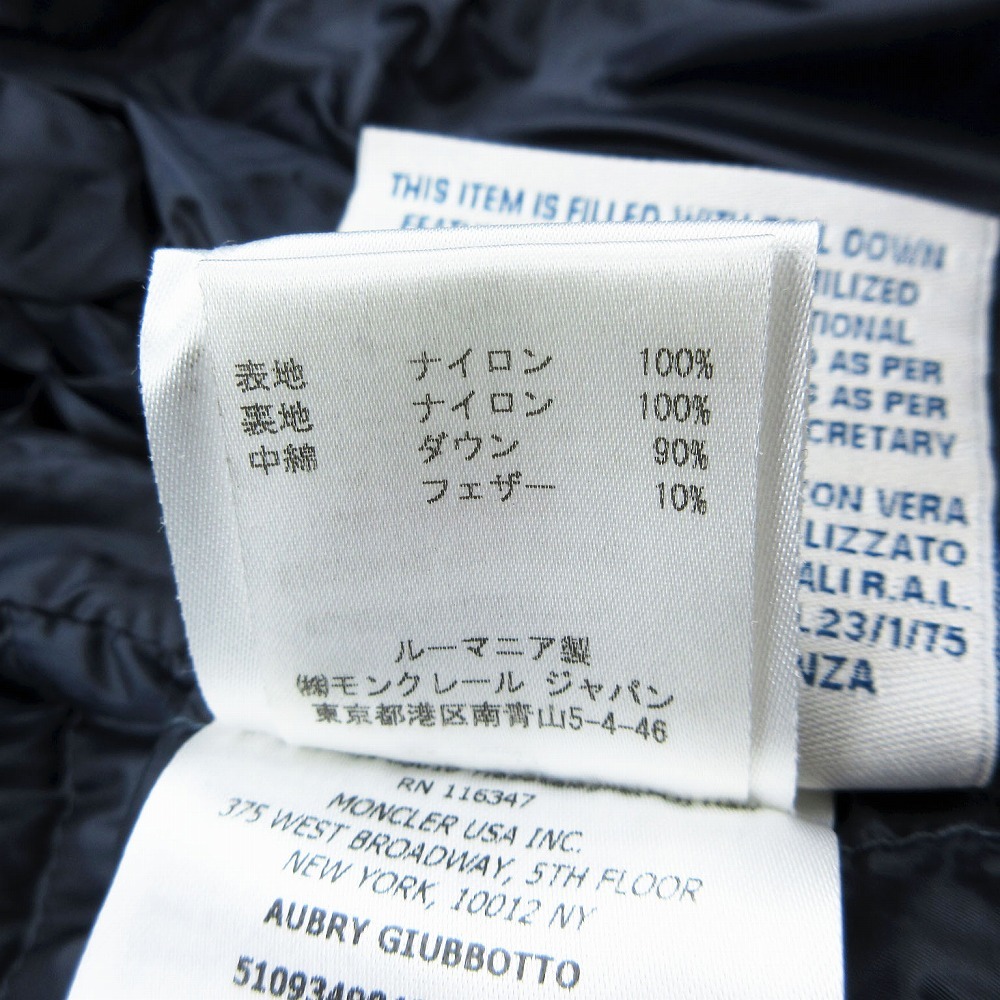 THIS ITEM IS FILLED WITH DOWN
MILIZED
TIONAL
AS PER
AS PER
CRETARY
CON VERA
LIZZATO
ALI R.A.L.
.23/1/75
NZA
表地 ナイロン 100%
裏地 ナイロン 100%
中綿 ダウン 90%
フェザー 10%
ルーマニア製
㈱モンクレール ジャパン
東京都港区南青山5-4-46
RN 116347
MONCLER USA INC.
375 WEST BROADWAY, 5TH FLOOR
NEW YORK, 10012 NY
AUBRY GIUBBOTTO